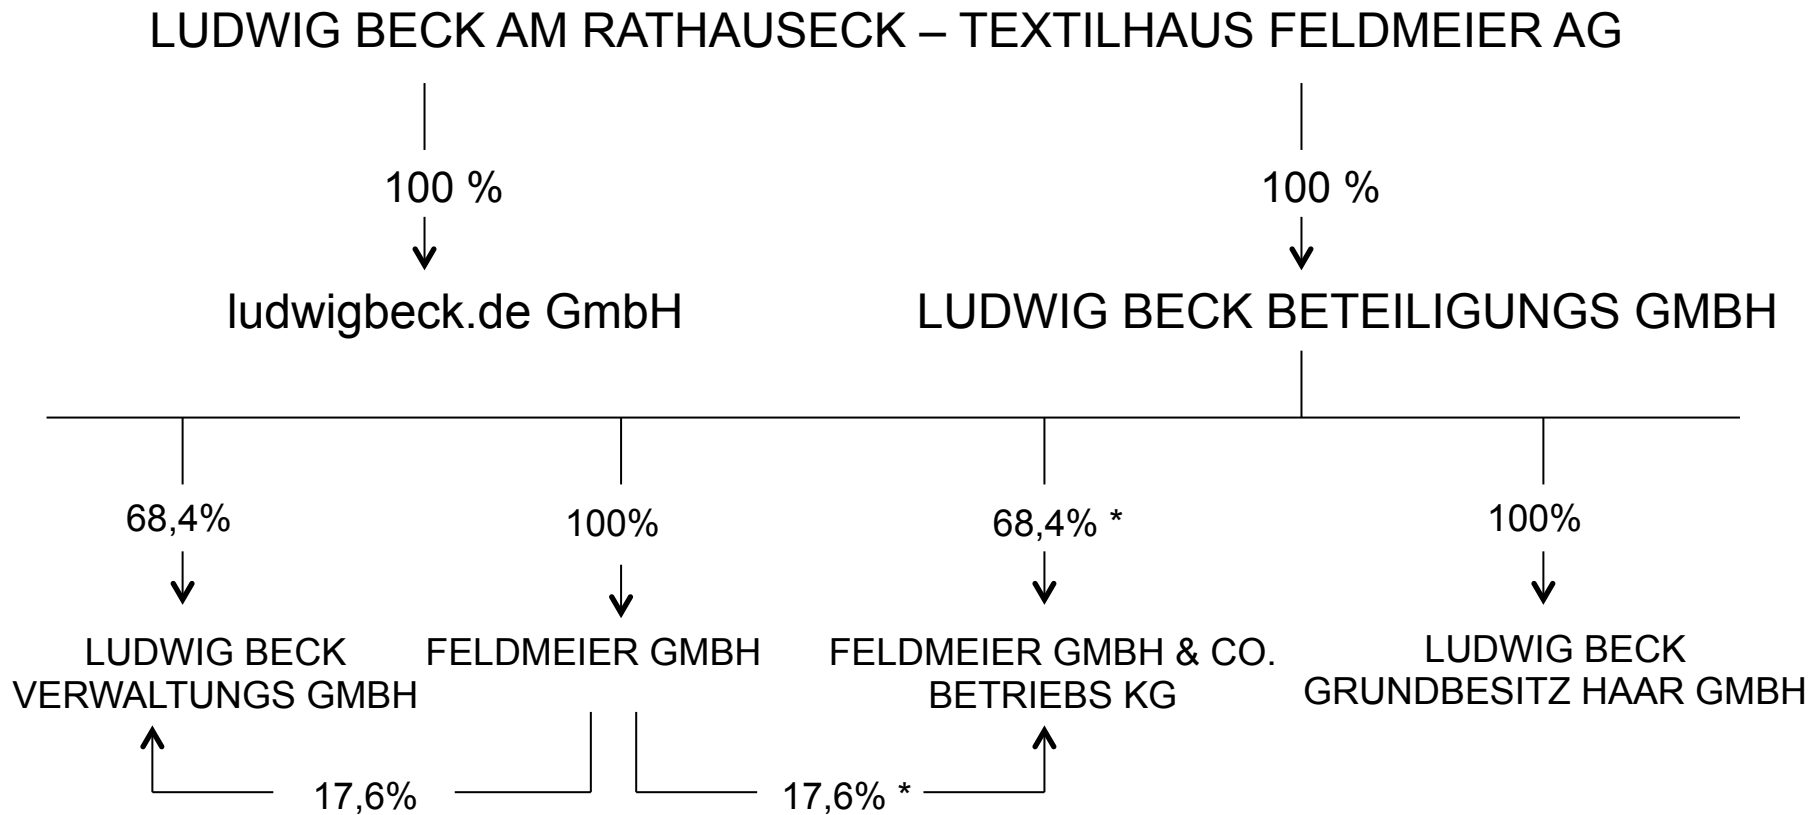 LUDWIG BECK AM RATHAUSECK – TEXTILHAUS FELDMEIER AG
100 %
100 %
ludwigbeck.de GmbH
LUDWIG BECK BETEILIGUNGS GMBH
68,4%
100%
68,4% *
100%
LUDWIG BECK
VERWALTUNGS GMBH
FELDMEIER GMBH
FELDMEIER GMBH & CO.
BETRIEBS KG
LUDWIG BECK
GRUNDBESITZ HAAR GMBH
17,6%
17,6% *